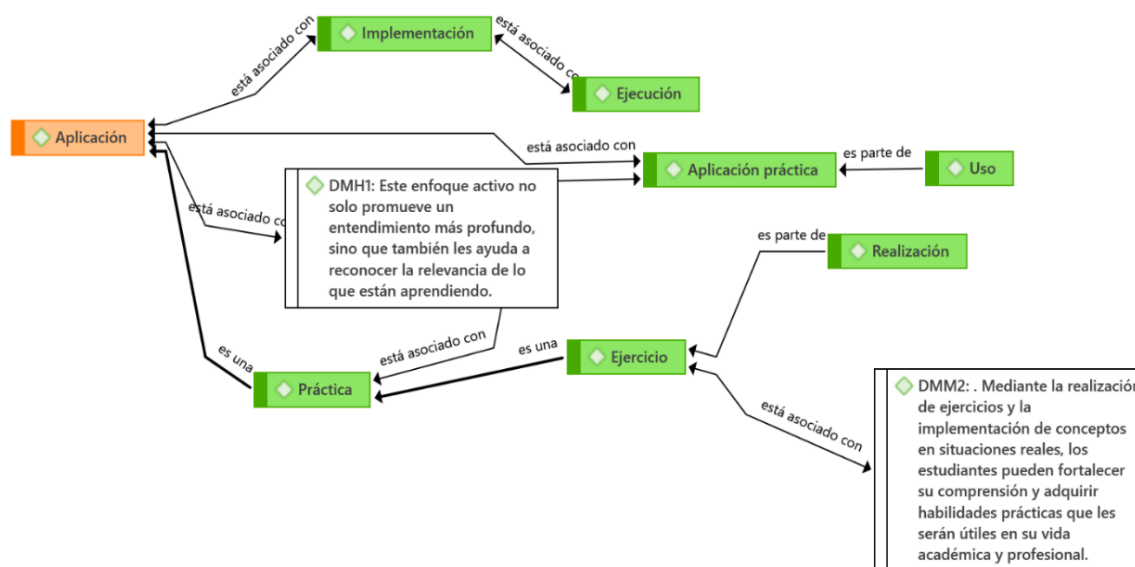 está asociado con
Implementación
está asociado co
Ejecución
Aplicación
está asociado con
Aplicación práctica
es parte de
Uso
está asociado co
DMH1: Este enfoque activo no
solo promueve un
entendimiento más profundo,
sino que también les ayuda a
reconocer la relevancia de lo
que están aprendiendo.
es parte de
Realización
está asociado con
es una
Ejercicio
es una
Práctica
está asociado con
DMM2: . Mediante la realización
de ejercicios y la
implementación de conceptos
en situaciones reales, los
estudiantes pueden fortalecer
su comprensión y adquirir
habilidades prácticas que les
serán útiles en su vida
académica y profesional.